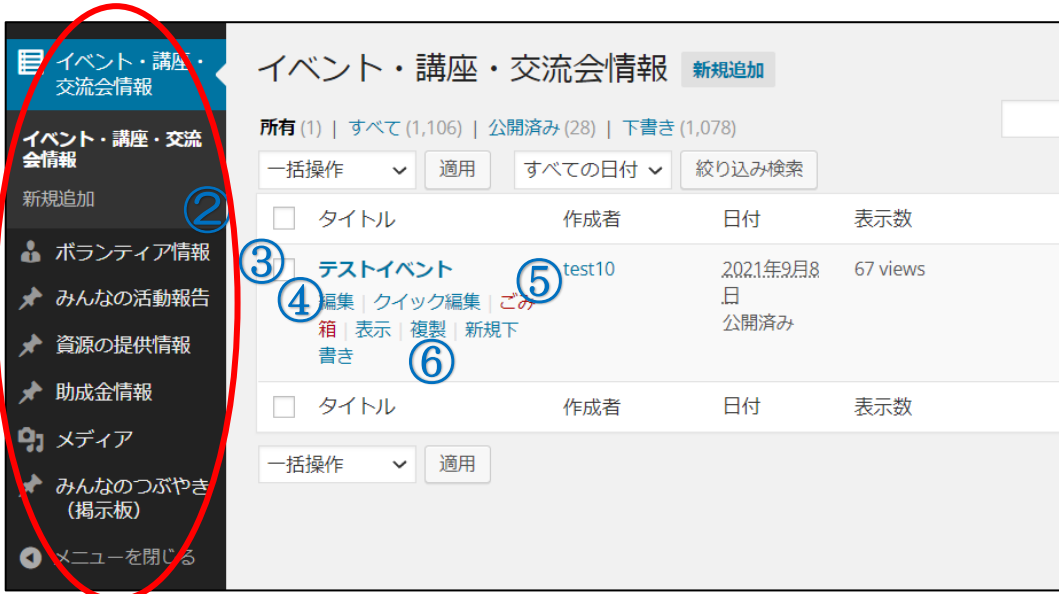 イベント・講座・
交流会情報
イベント・講座・交流
会情報
新規追加
②
ボランティア情報
みんなの活動報告
資源の提供情報
助成金情報
メディア
みんなのつぶやき
（掲示板）
メニューを閉じる
イベント・講座・交流会情報 新規追加
所有 (1) | すべて (1,106) | 公開済み (28) | 下書き (1,078)
一括操作 適用 すべての日付 絞り込み検索
タイトル 作成者 日付 表示数
③ テストイベント ⑤ test10 2021年9月8 67 views
日
④ 編集 | クイック編集 | ごみ
公開済み
箱 | 表示 | 複製 | 新規下
書き ⑥
タイトル 作成者 日付 表示数
一括操作 適用